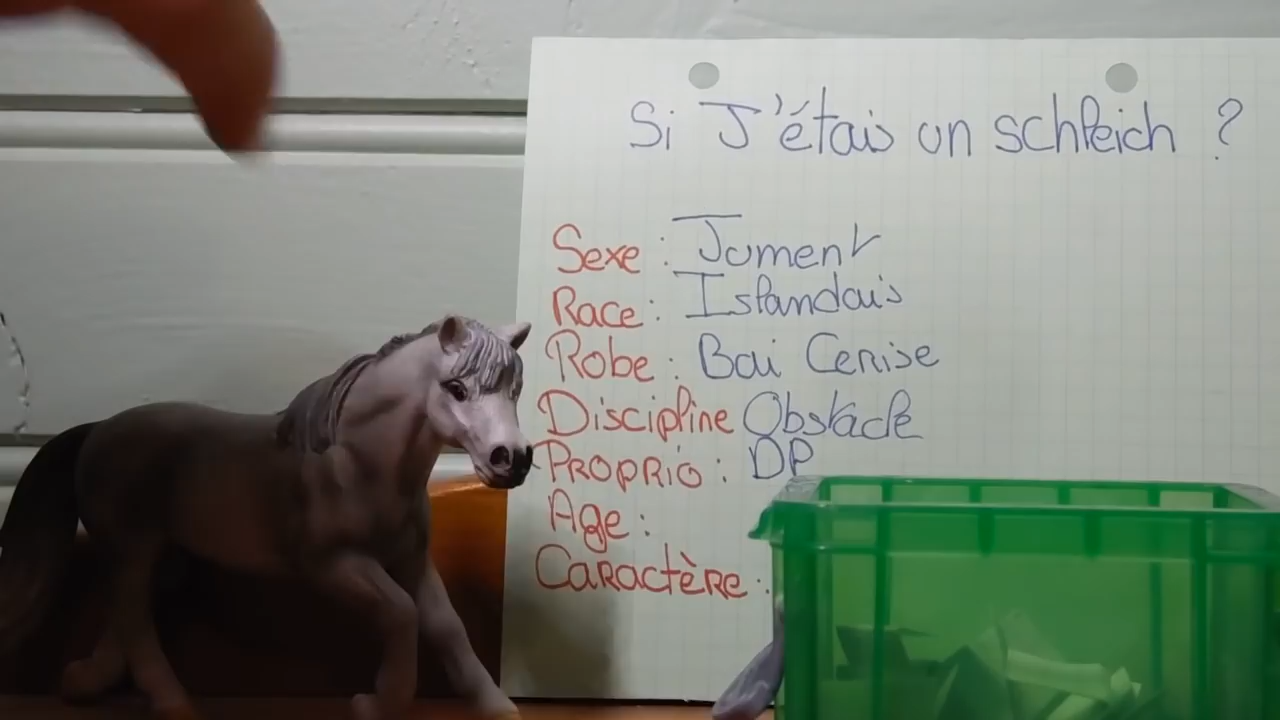 Si J'étais un schleich ?
Sexe : Jument
Race : Islandais
Robe : Bai Cerise
Discipline Obstacle
Proprio : DP
Age :
Caractère :